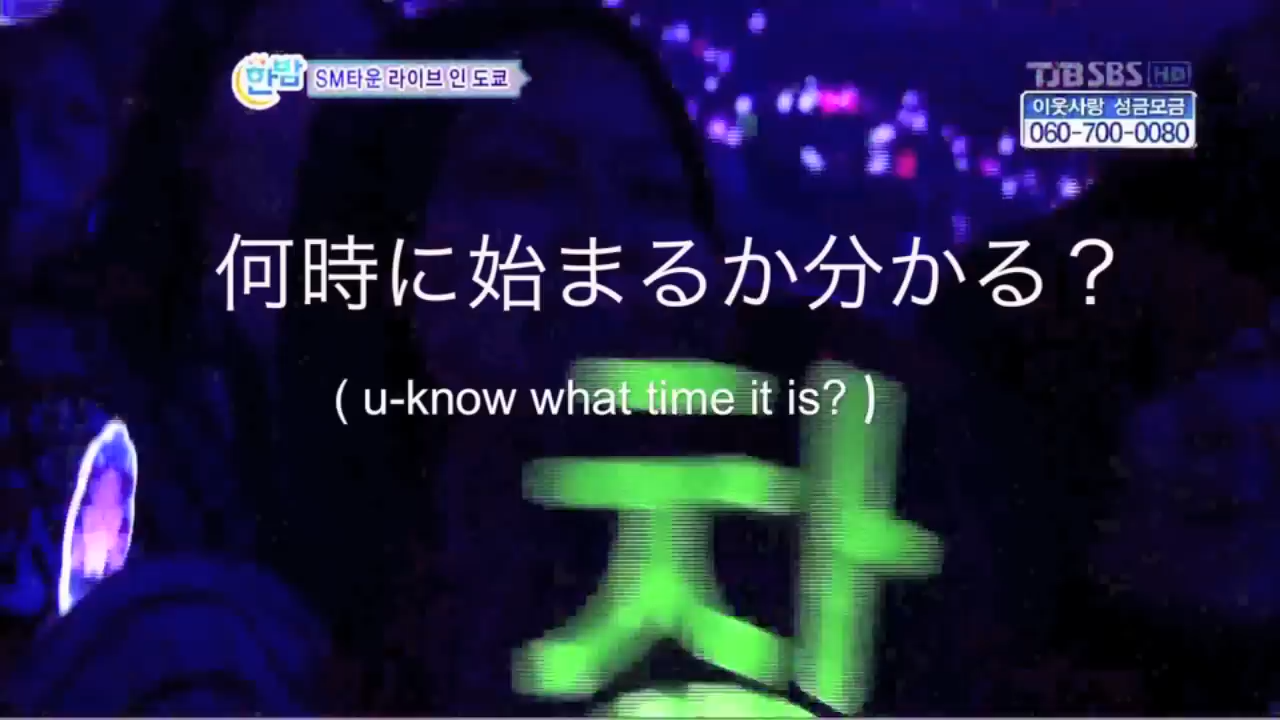 한밤 SM타운 라이브 인 도쿄
TJB SBS HD
이웃사랑 성금모금
060-700-0080
何時に始まるか分かる？
( u-know what time it is? )